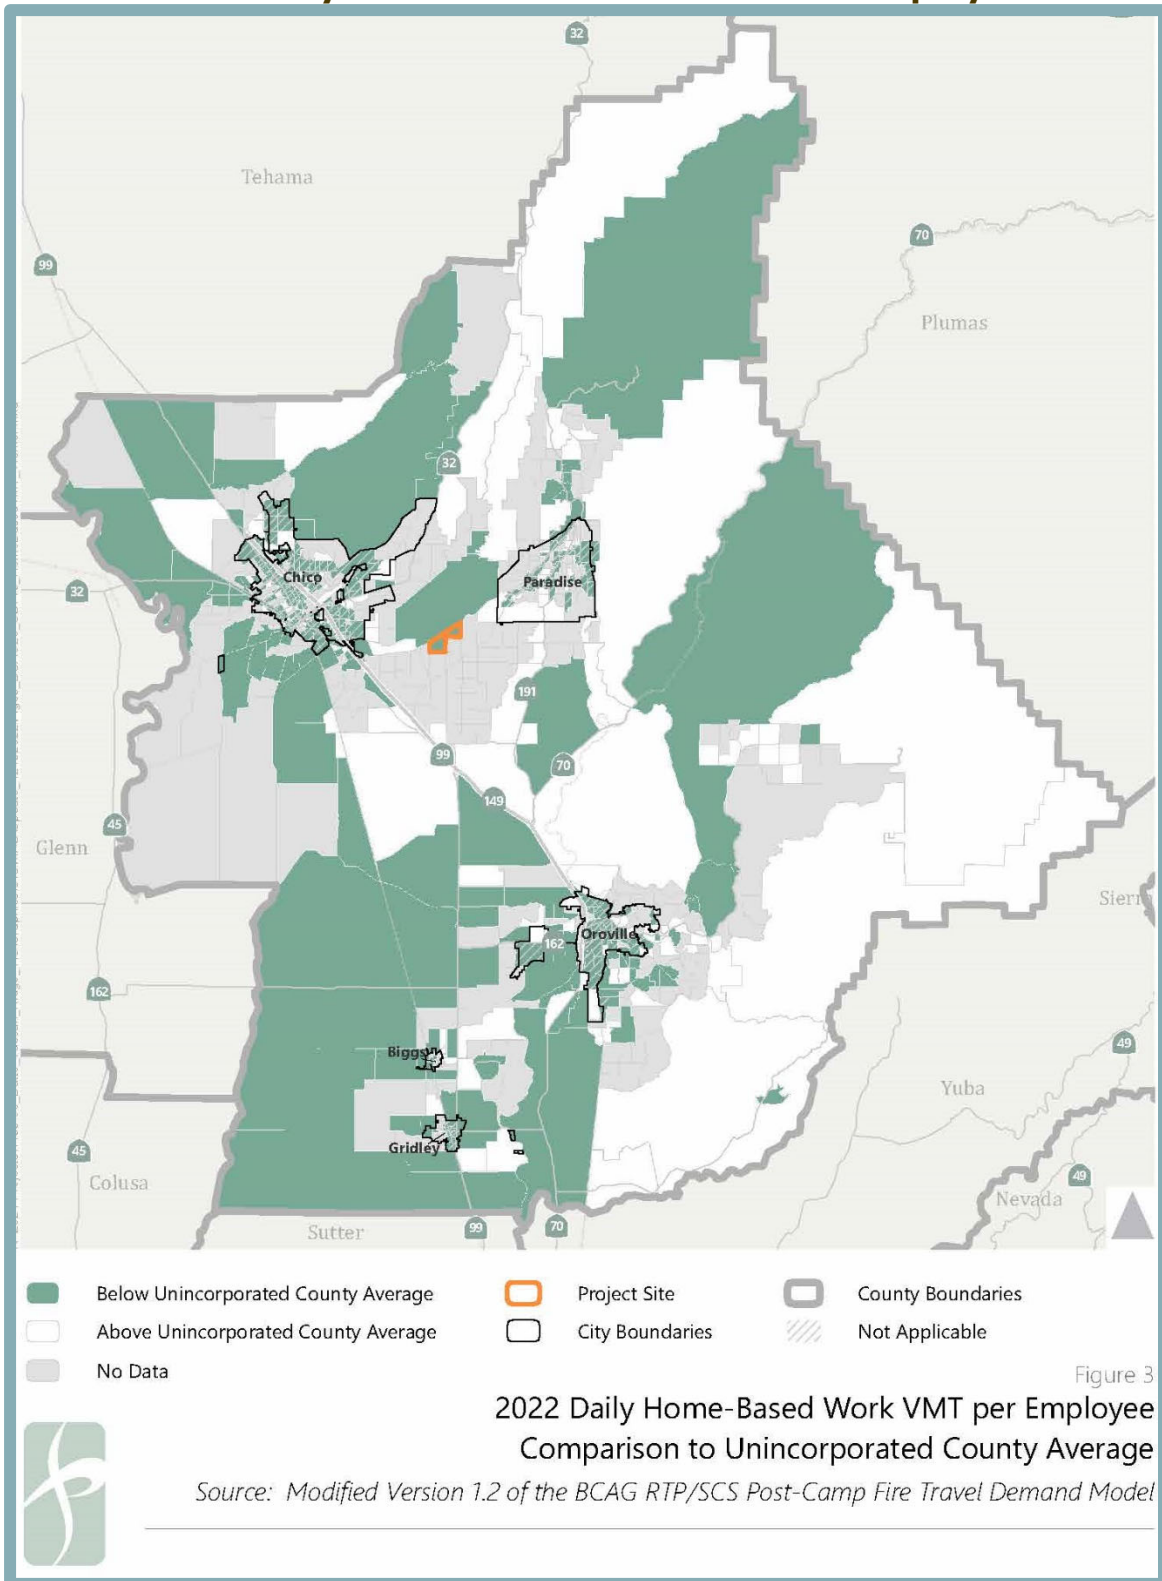 32
Tehama
99
70
Plumas
32
Chico
Paradise
32
191
99
70
149
45
Glenn
Sierra
Oroville
162
162
Biggs
49
Yuba
Gridley
45
Colusa
49
Nevada
Sutter
99
70
Below Unincorporated County Average
Project Site
County Boundaries
Above Unincorporated County Average
City Boundaries
Not Applicable
No Data
Figure 3
2022 Daily Home-Based Work VMT per Employee
Comparison to Unincorporated County Average
Source: Modified Version 1.2 of the BCAG RTP/SCS Post-Camp Fire Travel Demand Model